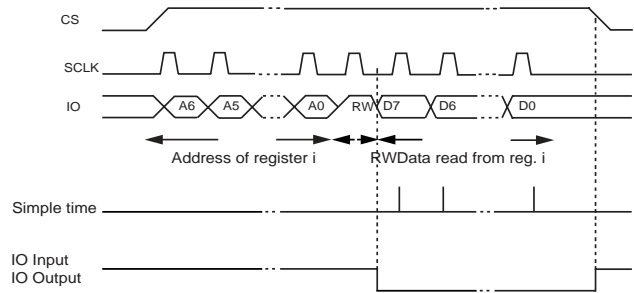 CS
SCLK
IO A6 A5 A0 RW D7 D6 D0
Address of register i RWData read from reg. i
Simple time
IO Input
IO Output